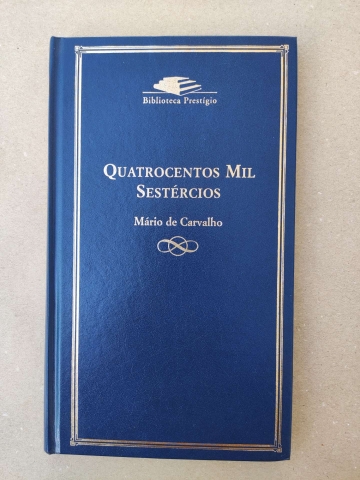 Biblioteca Prestígio
QUATROCENTOS MIL
SESTÉRCIOS
Mário de Carvalho